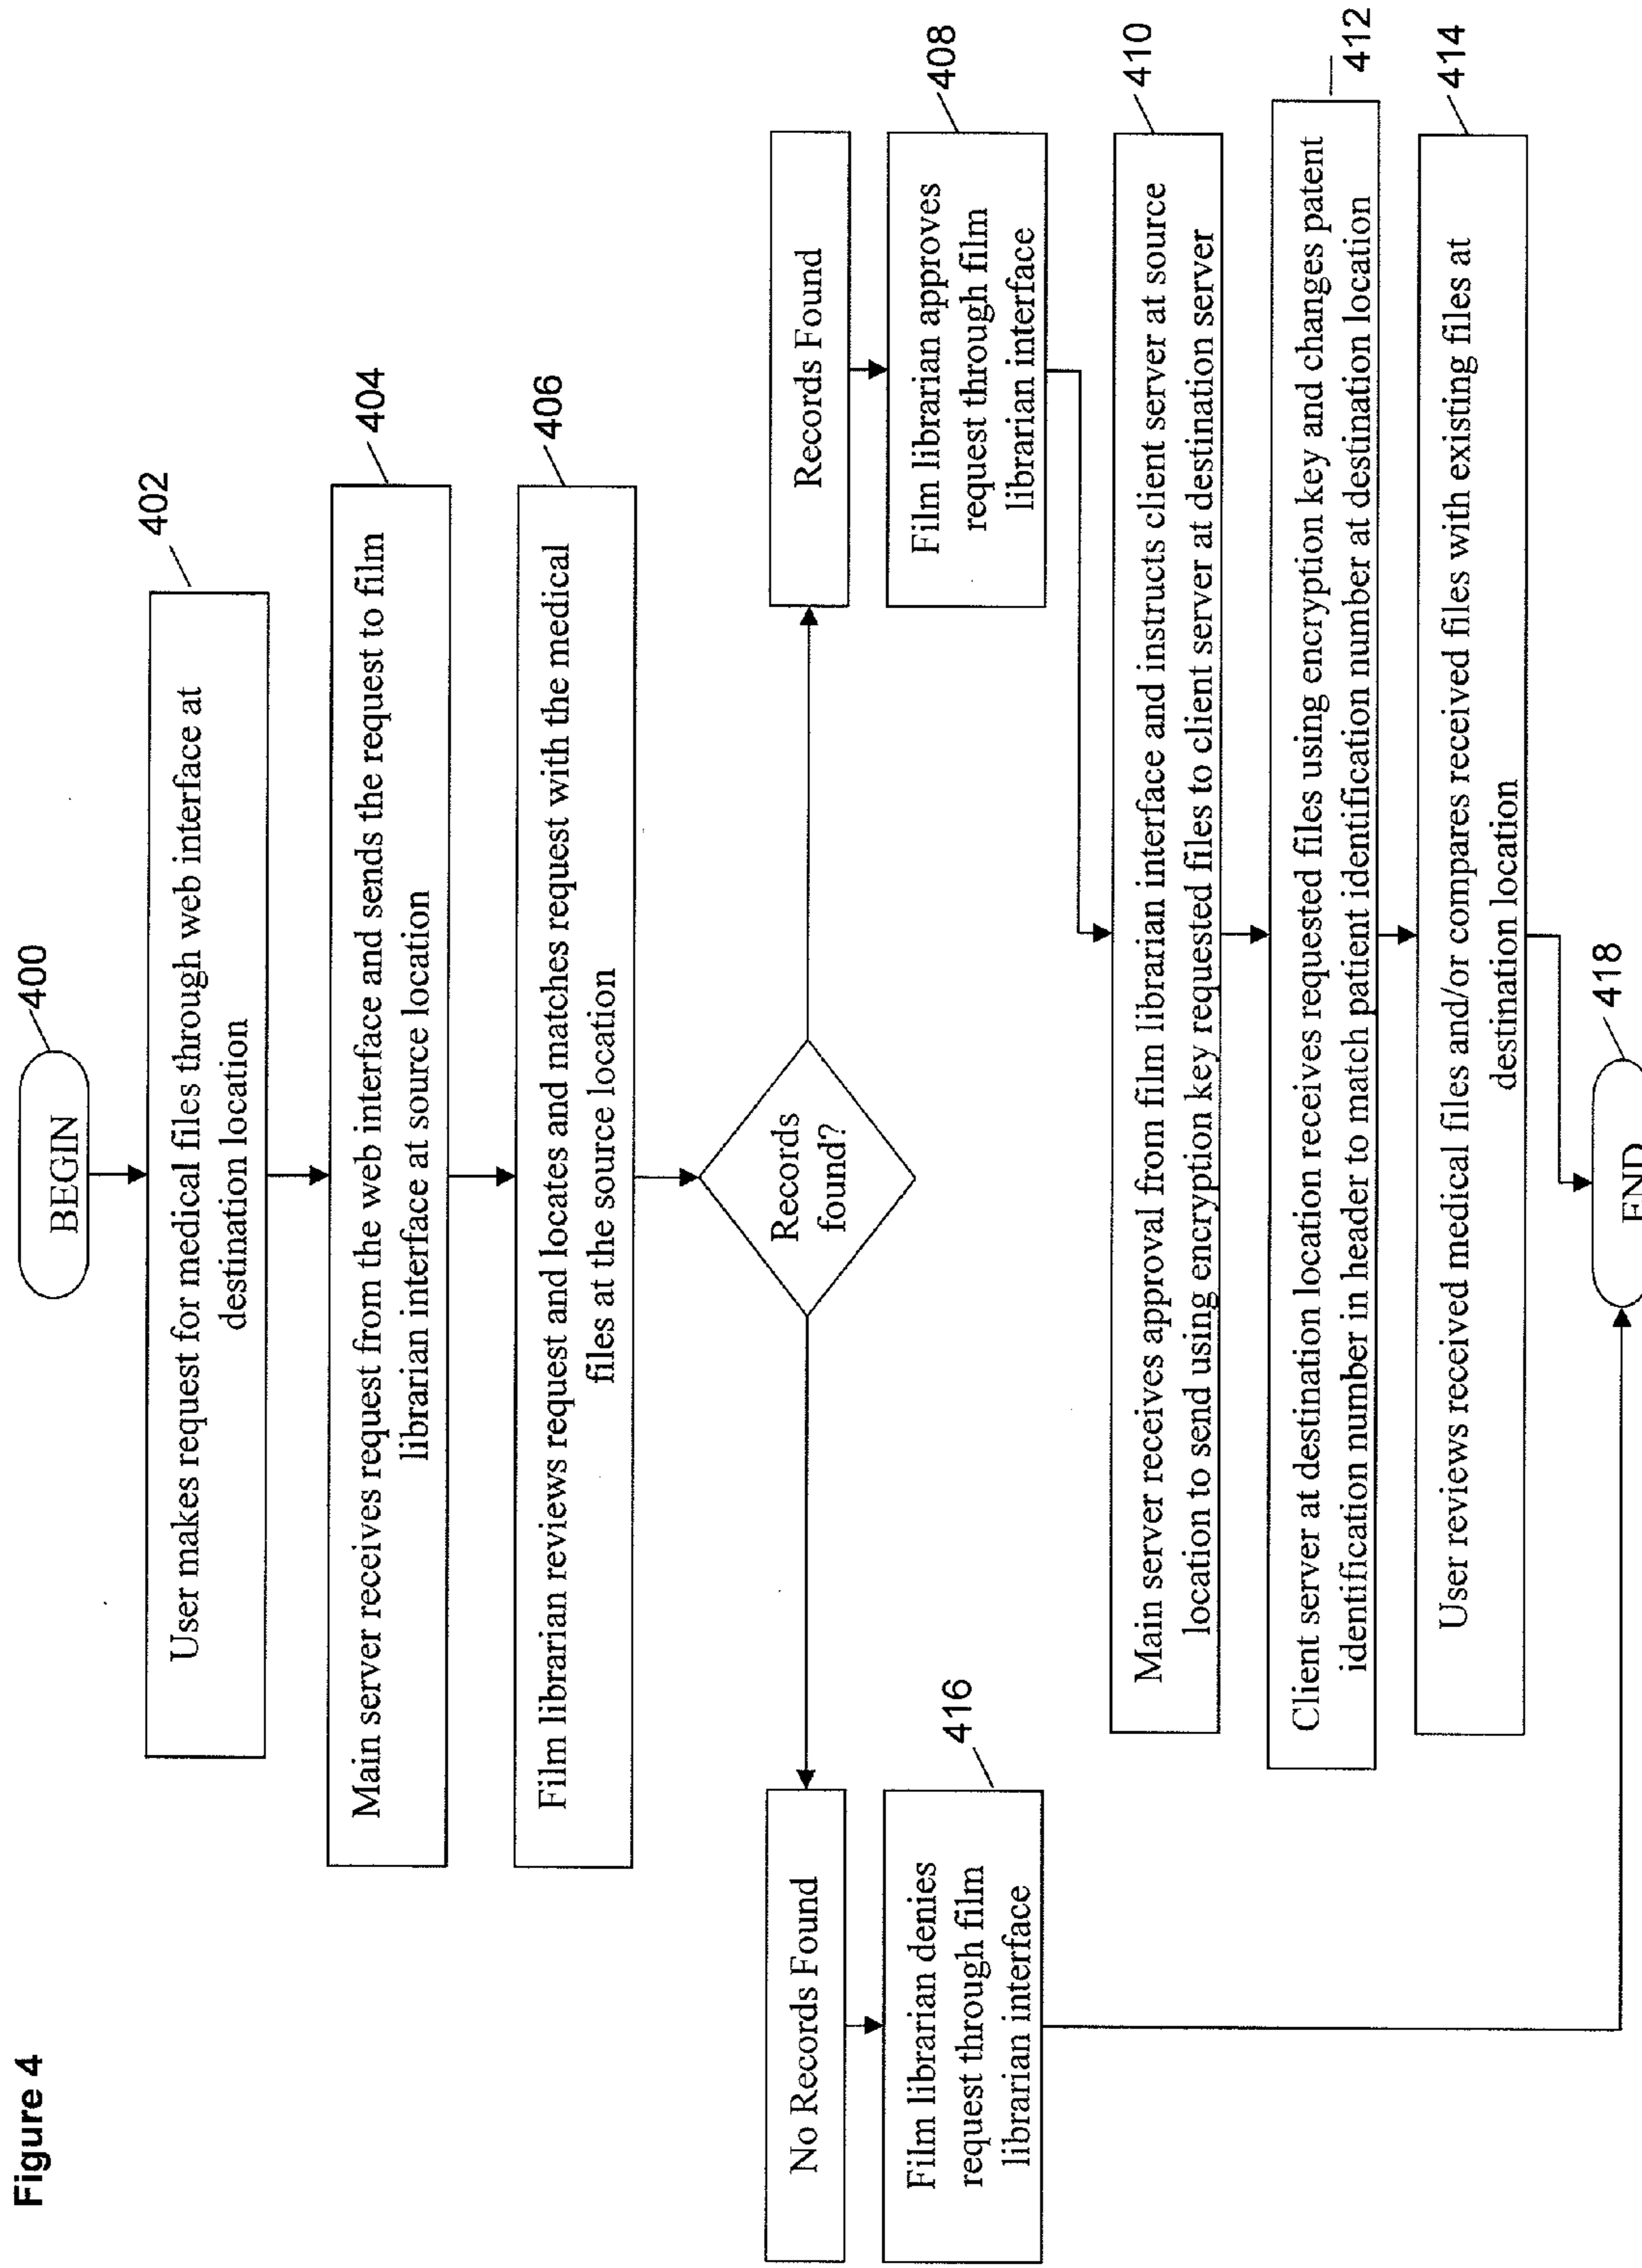 Figure 4
400
BEGIN
402
User makes request for medical files through web interface at
destination location
404
Main server receives request from the web interface and sends the request to film
librarian interface at source location
406
Film librarian reviews request and locates and matches request with the medical
files at the source location
Records
found?
No Records Found
Records Found
416
Film librarian denies
request through film
librarian interface
408
Film librarian approves
request through film
librarian interface
410
Main server receives approval from film librarian interface and instructs client server at source
location to send using encryption key requested files to client server at destination server
412
Client server at destination location receives requested files using encryption key and changes patent
identification number in header to match patient identification number at destination location
414
User reviews received medical files and/or compares received files with existing files at
destination location
418
END